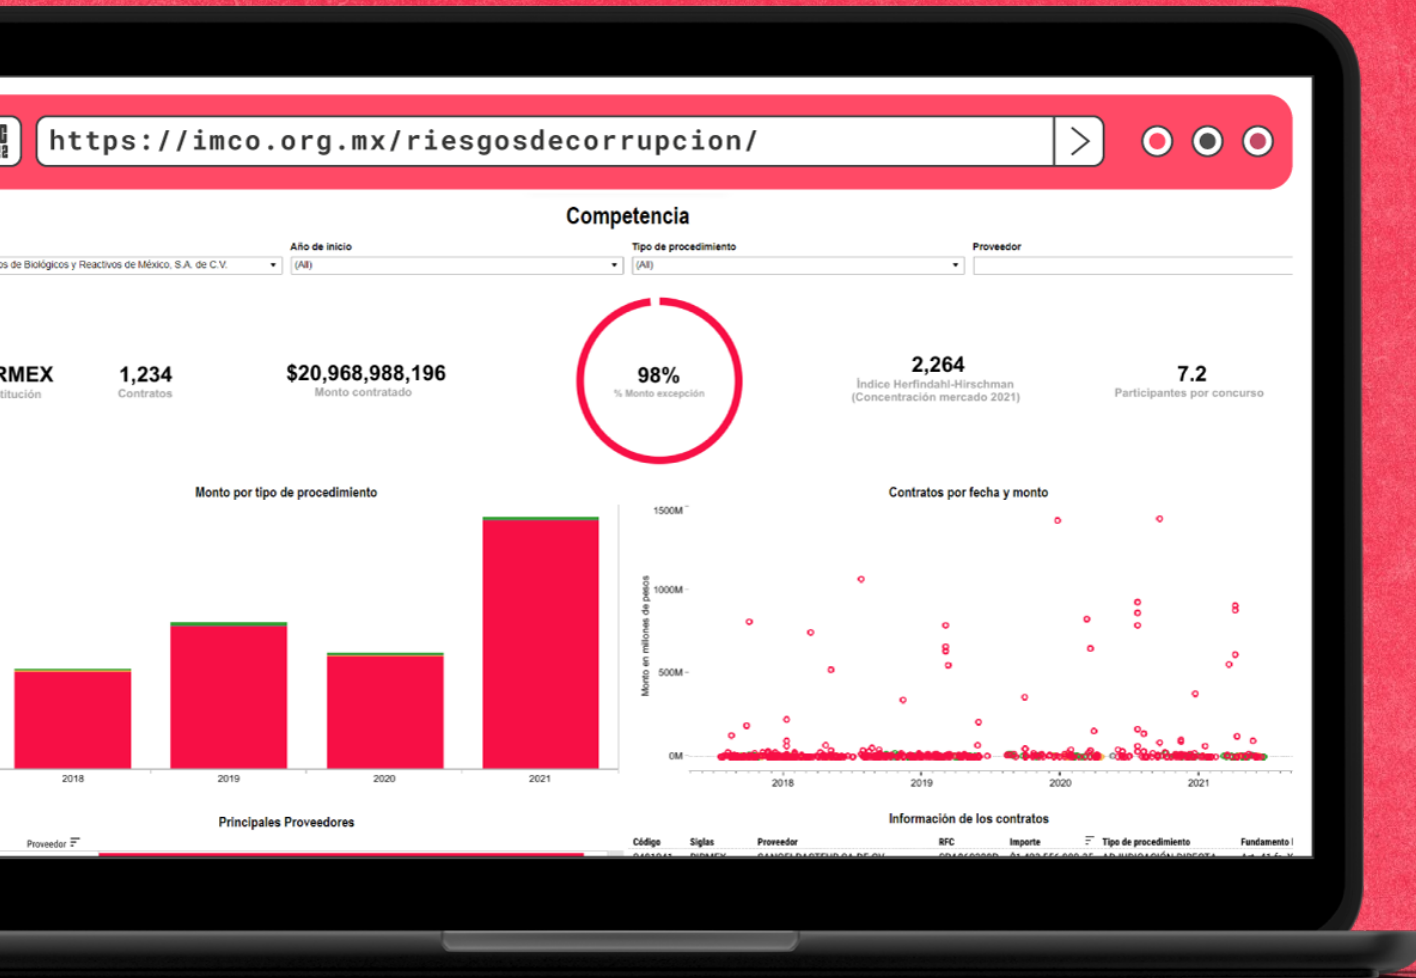 https://imco.org.mx/riesgosdecorrupcion/
Competencia
Año de inicio Tipo de procedimiento Proveedor
os de Biológicos y Reactivos de México, S.A. de C.V. (All) (All)
RMEX 1,234 $20,968,988,196 98% 2,264 7.2
titución Contratos Monto contratado % Monto excepción Índice Herfindahl-Hirschman Participantes por concurso
(Concentración mercado 2021)
Monto por tipo de procedimiento Contratos por fecha y monto
1500M
1000M
500M
0M
Monto en millones de pesos
2018 2019 2020 2021
2018 2019 2020 2021
Principales Proveedores Información de los contratos
Proveedor
Código Siglas Proveedor RFC Importe Tipo de procedimiento Fundamento